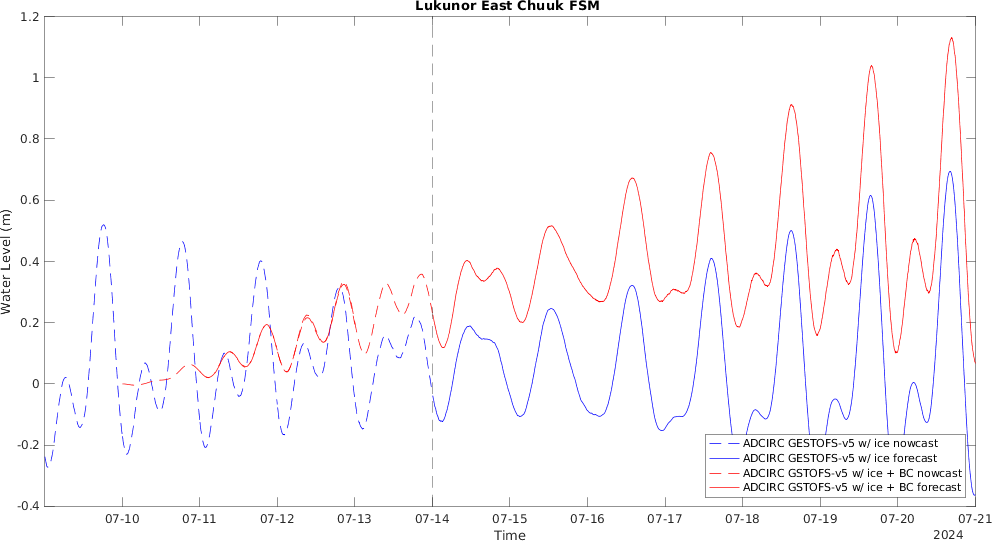 Lukunor East Chuuk FSM
1.2
1
0.8
0.6
0.4
0.2
0
-0.2
-0.4
Water Level (m)
ADCIRC GESTOFS-v5 w/ ice nowcast
ADCIRC GESTOFS-v5 w/ ice forecast
ADCIRC GSTOFS-v5 w/ ice + BC nowcast
ADCIRC GSTOFS-v5 w/ ice + BC forecast
07-10 07-11 07-12 07-13 07-14 07-15 07-16 07-17 07-18 07-19 07-20 07-21
Time
2024